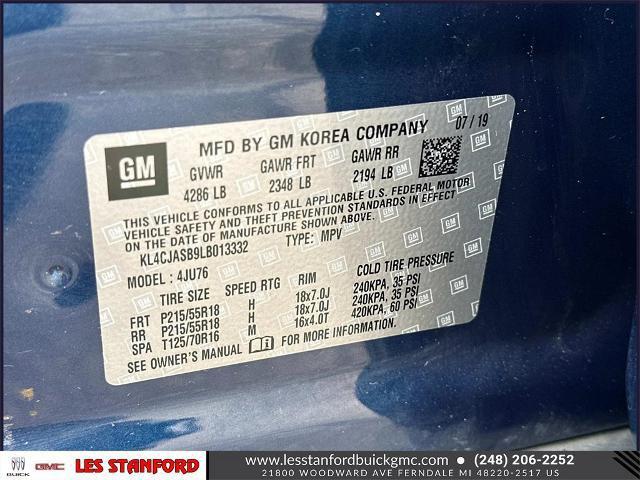 GM
MFD BY GM KOREA COMPANY 07 / 19
GVWR GAWR FRT GAWR RR
4286 LB 2348 LB 2194 LB
THIS VEHICLE CONFORMS TO ALL APPLICABLE U.S. FEDERAL MOTOR
VEHICLE SAFETY AND THEFT PREVENTION STANDARDS IN EFFECT
ON THE DATE OF MANUFACTURE SHOWN ABOVE.
KL4CJASB9LB013332 TYPE: MPV
MODEL : 4JU76
TIRE SIZE SPEED RTG RIM COLD TIRE PRESSURE
FRT P215/55R18 H 18x7.0J 240KPA, 35 PSI
RR P215/55R18 H 18x7.0J 240KPA, 35 PSI
SPA T125/70R16 M 16x4.0T 420KPA, 60 PSI
SEE OWNER'S MANUAL FOR MORE INFORMATION.
BUICK GMC LES STANFORD www.lesstanfordbuickgmc.com • (248) 206-2252
21800 WOODWARD AVE FERNDALE MI 48220-2517 US